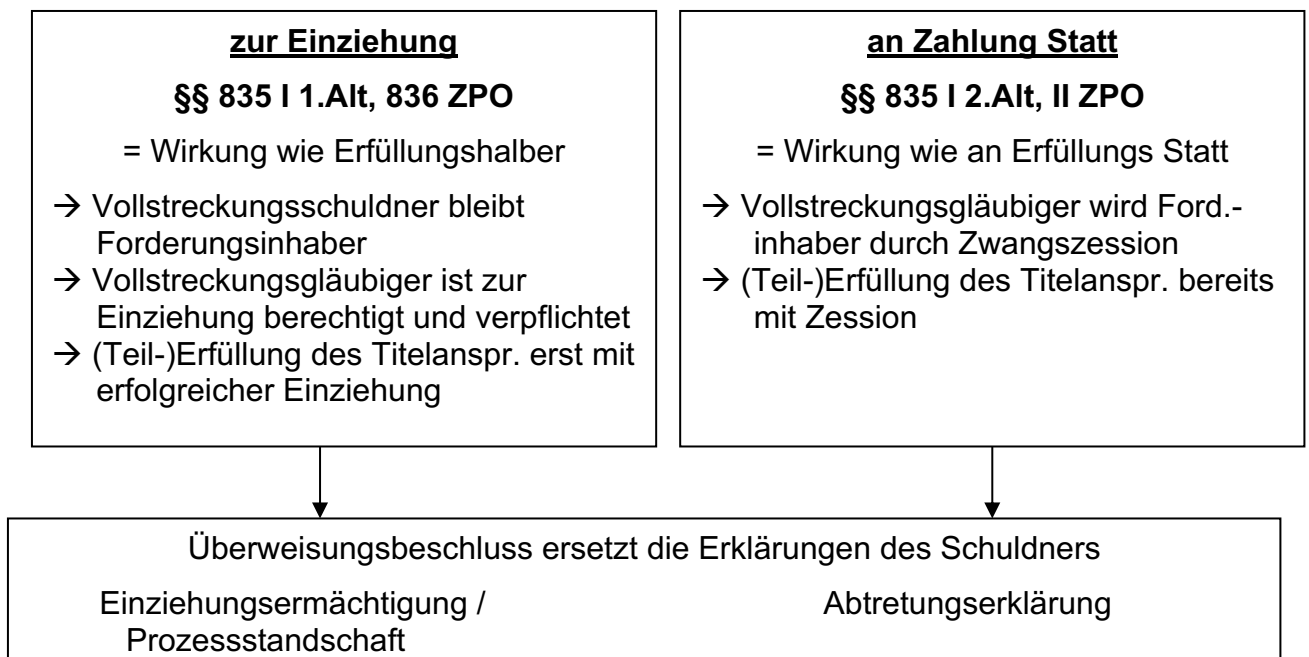 zur Einziehung
§§ 835 I 1.Alt, 836 ZPO
= Wirkung wie Erfüllungshalber
→ Vollstreckungsschuldner bleibt
Forderungsinhaber
→ Vollstreckungsgläubiger ist zur
Einziehung berechtigt und verpflichtet
→ (Teil-)Erfüllung des Titelanspr. erst mit
erfolgreicher Einziehung
an Zahlung Statt
§§ 835 I 2.Alt, II ZPO
= Wirkung wie an Erfüllungs Statt
→ Vollstreckungsgläubiger wird Ford.-
inhaber durch Zwangszession
→ (Teil-)Erfüllung des Titelanspr. bereits
mit Zession
Überweisungsbeschluss ersetzt die Erklärungen des Schuldners
Einziehungsermächtigung /
Prozessstandschaft
Abtretungserklärung